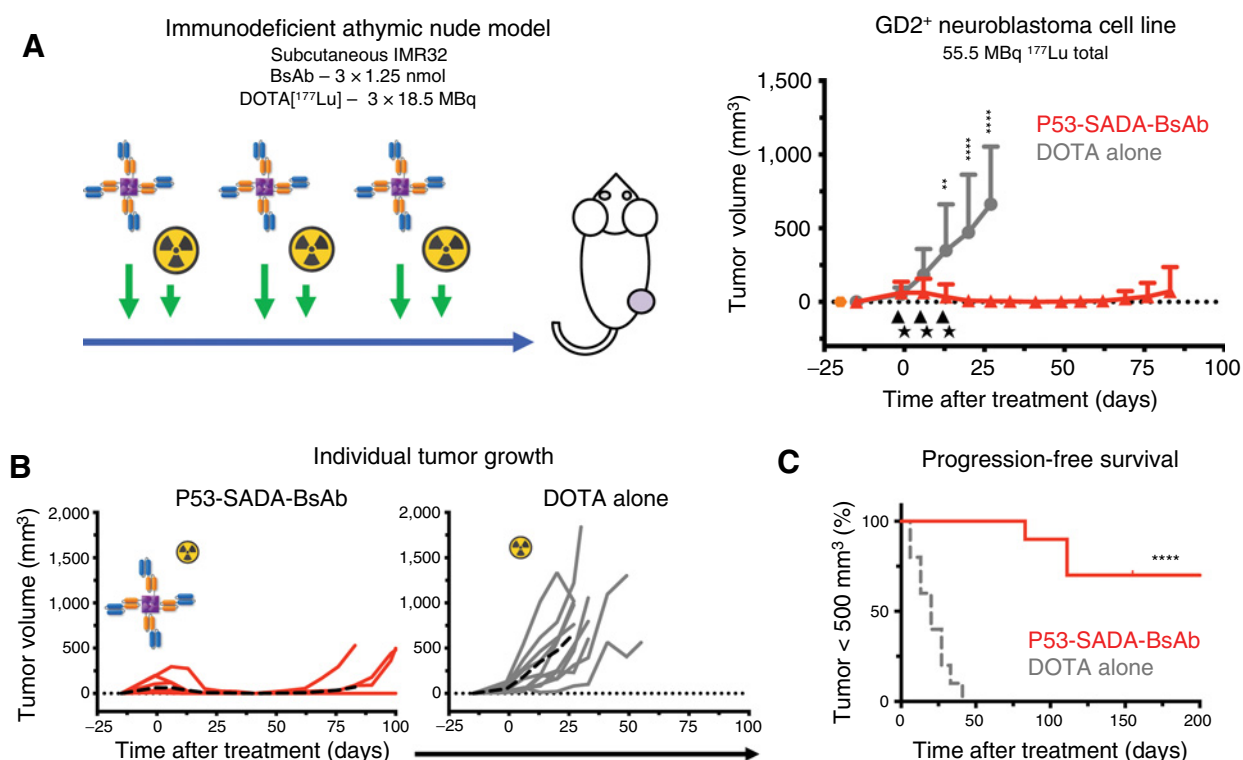 A
Immunodeficient athymic nude model
Subcutaneous IMR32
BsAb – 3 × 1.25 nmol
DOTA[¹⁷⁷Lu] – 3 × 18.5 MBq
GD2⁺ neuroblastoma cell line
55.5 MBq ¹⁷⁷Lu total
Tumor volume (mm³)
1,500
1,000
500
0
**
****
****
P53-SADA-BsAb
DOTA alone
−25
0
25
50
75
100
Time after treatment (days)
B
Individual tumor growth
P53-SADA-BsAb
Tumor volume (mm³)
2,000
1,500
1,000
500
0
−25
0
25
50
75
100
Time after treatment (days)
DOTA alone
2,000
1,500
1,000
500
0
−25
0
25
50
75
100
C
Progression-free survival
Tumor < 500 mm³ (%)
100
50
0
****
P53-SADA-BsAb
DOTA alone
0
50
100
150
200
Time after treatment (days)